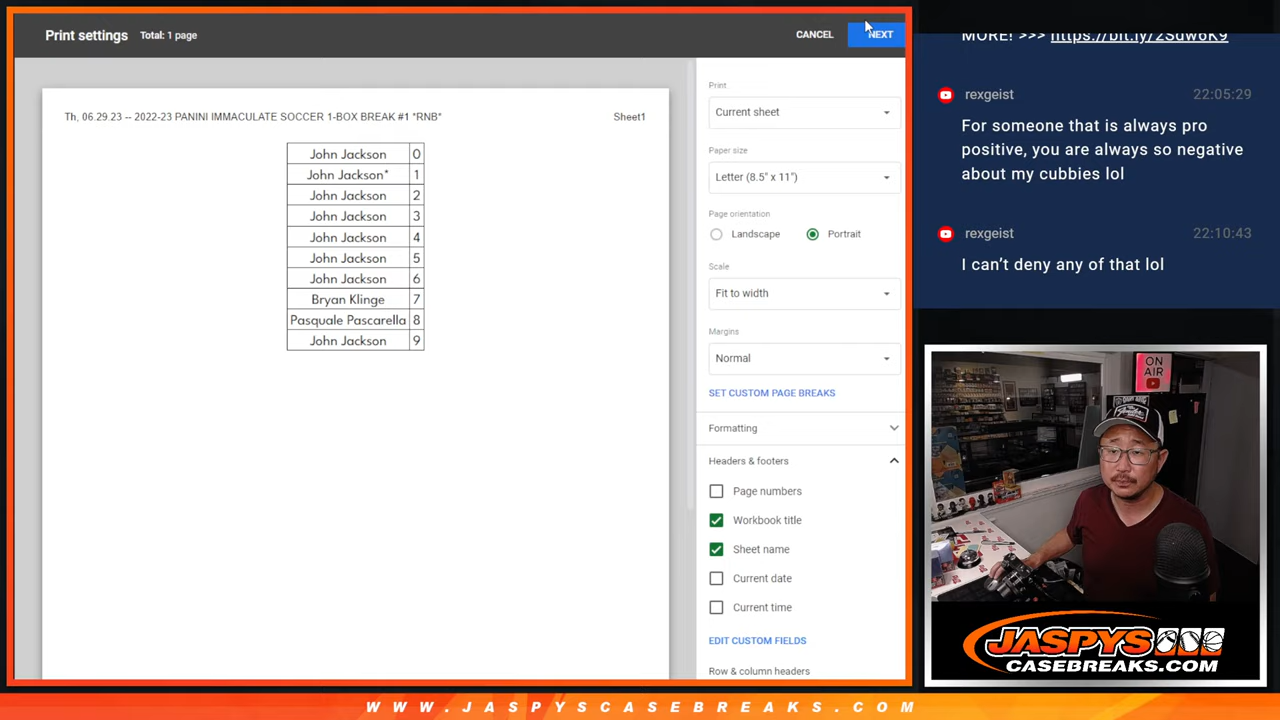 Print settings
Total: 1 page
CANCEL
NEXT
Th, 06.29.23 -- 2022-23 PANINI IMMACULATE SOCCER 1-BOX BREAK #1 *RNB*
Sheet1
John Jackson 0
John Jackson* 1
John Jackson 2
John Jackson 3
John Jackson 4
John Jackson 5
John Jackson 6
Bryan Klinge 7
Pasquale Pascarella 8
John Jackson 9
Print
Current sheet
Paper size
Letter (8.5" x 11")
Page orientation
Landscape
Portrait
Scale
Fit to width
Margins
Normal
SET CUSTOM PAGE BREAKS
Formatting
Headers & footers
Page numbers
Workbook title
Sheet name
Current date
Current time
EDIT CUSTOM FIELDS
Row & column headers
MORE! >>> https://bit.ly/2Sdw6K9
rexgeist 22:05:29
For someone that is always pro
positive, you are always so negative
about my cubbies lol
rexgeist 22:10:43
I can't deny any of that lol
ON
AIR
JASPYS
CASEBREAKS.COM
WWW.JASPYSCASEBREAKS.COM